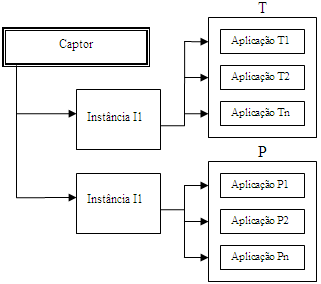 T
Captor
Aplicação T1
Aplicação T2
Instância I1
Aplicação Tn
P
Aplicação P1
Instância I1
Aplicação P2
Aplicação Pn